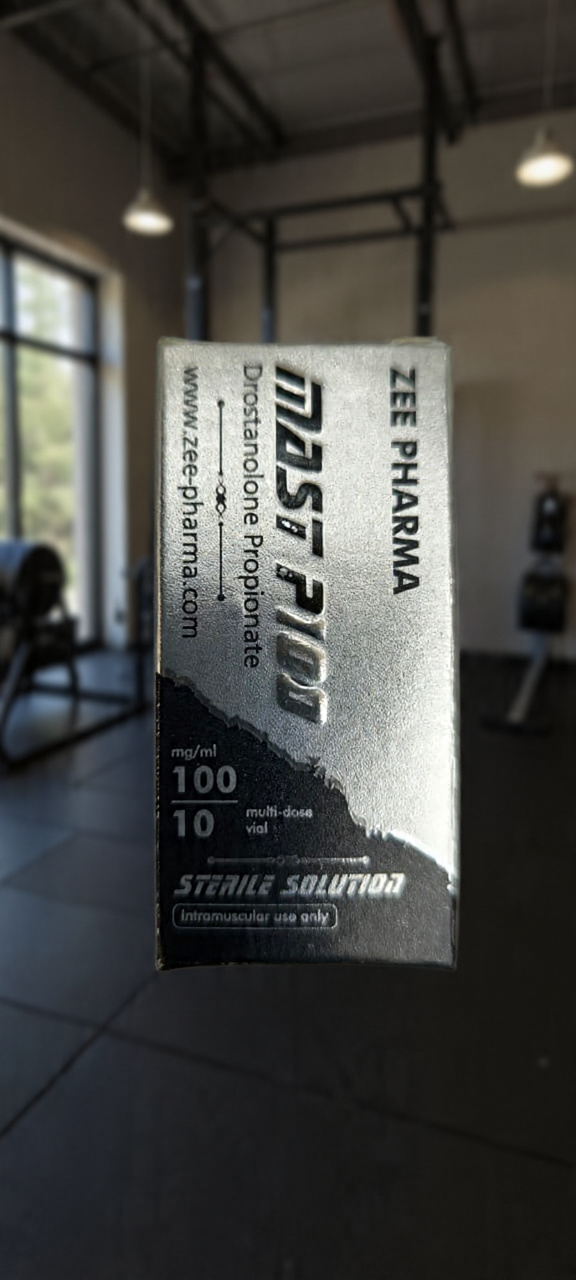 ZEE PHARMA
MAST P100
Drostanolone Propionate
www.zee-pharma.com
mg/ml
100
10
multi-dose
vial
STERILE SOLUTION
Intramuscular use only